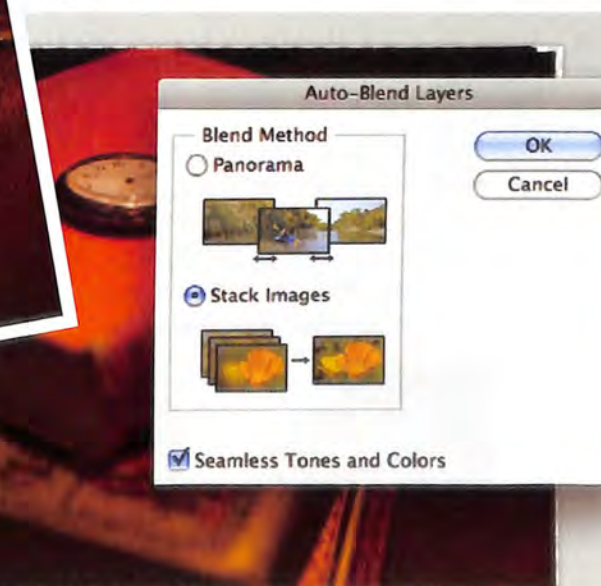 Auto-Blend Layers
Blend Method
Panorama
Stack Images
Seamless Tones and Colors
OK
Cancel